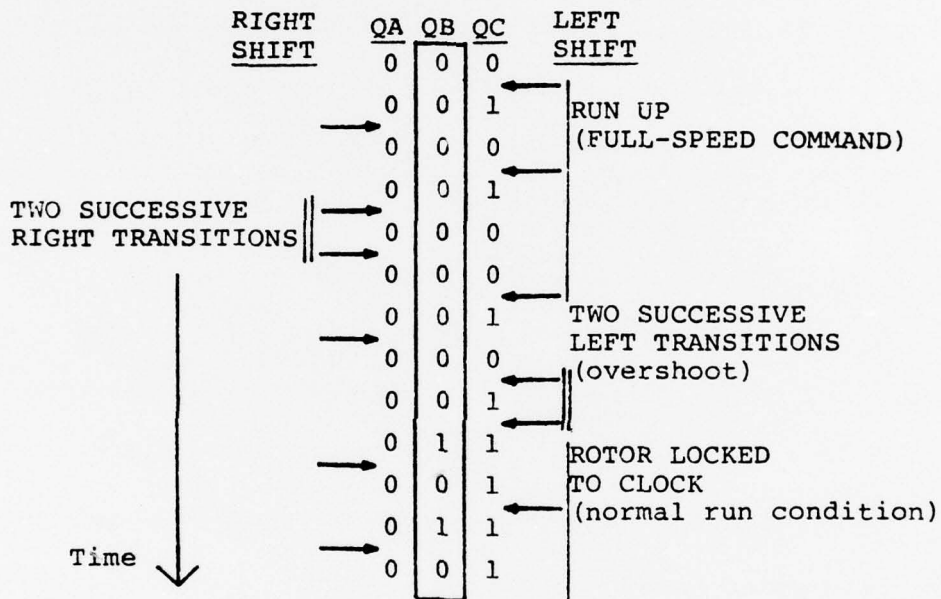 RIGHT SHIFT QA QB QC LEFT SHIFT
0 0 0
0 0 1
RUN UP
(FULL-SPEED COMMAND)
0 0 0
0 0 1
TWO SUCCESSIVE
RIGHT TRANSITIONS
0 0 0
0 0 0
0 0 1
TWO SUCCESSIVE
LEFT TRANSITIONS
(overshoot)
0 0 0
0 0 1
0 1 1
ROTOR LOCKED
TO CLOCK
(normal run condition)
0 0 1
0 1 1
0 0 1
Time